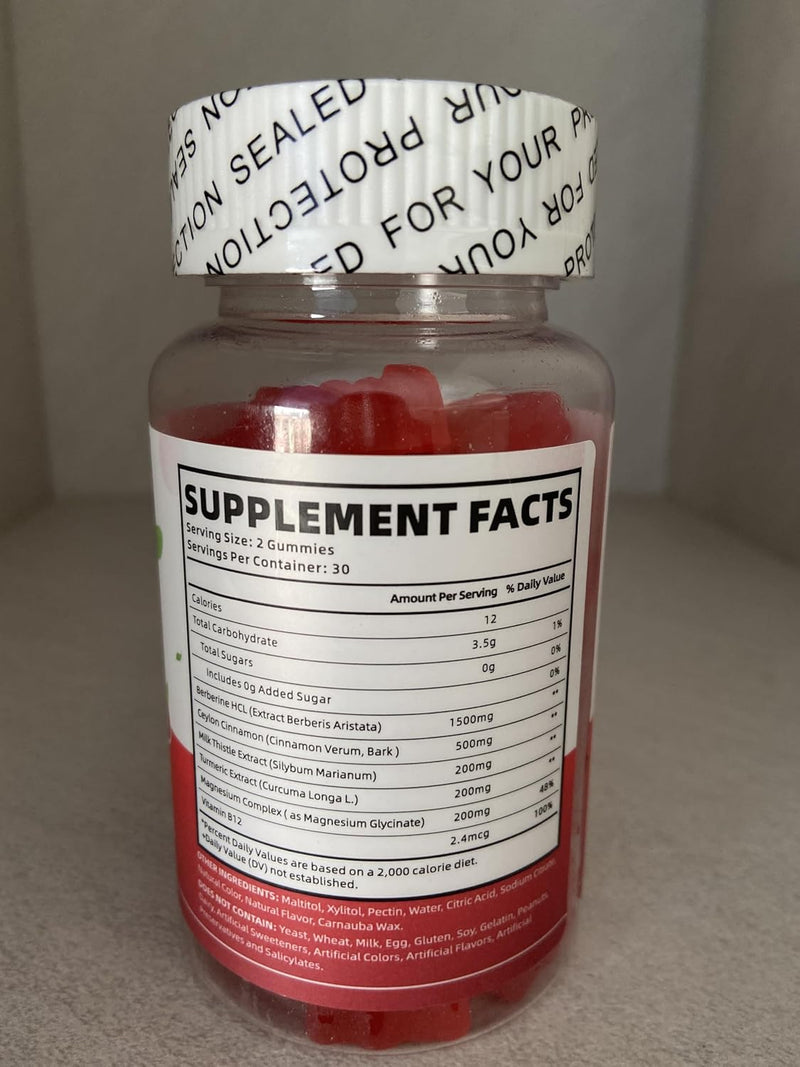 SEALED
CTION SEALED
PROTECTION
FOR YOUR
YOUR
FOR
SUPPLEMENT FACTS
Serving Size: 2 Gummies
Servings Per Container: 30
Amount Per Serving % Daily Value
Calories 12
Total Carbohydrate 3.5g 1%
Total Sugars 0g 0%
Includes 0g Added Sugar 0%
Berberine HCL (Extract Berberis Aristata) 1500mg **
Ceylon Cinnamon (Cinnamon Verum, Bark ) 500mg **
Milk Thistle Extract (Silybum Marianum) 200mg **
Turmeric Extract (Curcuma Longa L.) 200mg **
Magnesium Complex ( as Magnesium Glycinate) 200mg 48%
Vitamin B12 2.4mcg 100%
*Percent Daily Values are based on a 2,000 calorie diet.
*Daily Value (DV) not established.
OTHER INGREDIENTS: Maltitol, Xylitol, Pectin, Water, Citric Acid, Sodium Citrate,
Natural Color, Natural Flavor, Carnauba Wax.
DOES NOT CONTAIN: Yeast, Wheat, Milk, Egg, Gluten, Soy, Gelatin, Peanuts,
Dairy, Artificial Sweeteners, Artificial Colors, Artificial Flavors, Artificial
Preservatives and Salicylates.